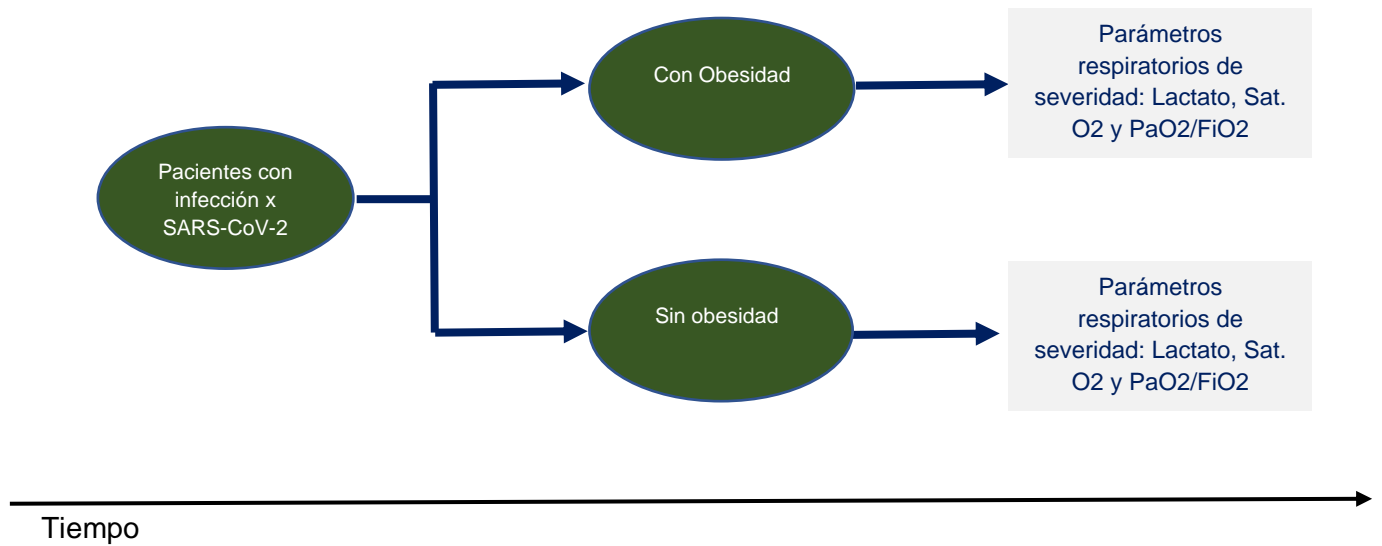 Con Obesidad
Parámetros
respiratorios de
severidad: Lactato, Sat.
O2 y PaO2/FiO2
Pacientes con
infección x
SARS-CoV-2
Sin obesidad
Parámetros
respiratorios de
severidad: Lactato, Sat.
O2 y PaO2/FiO2
Tiempo